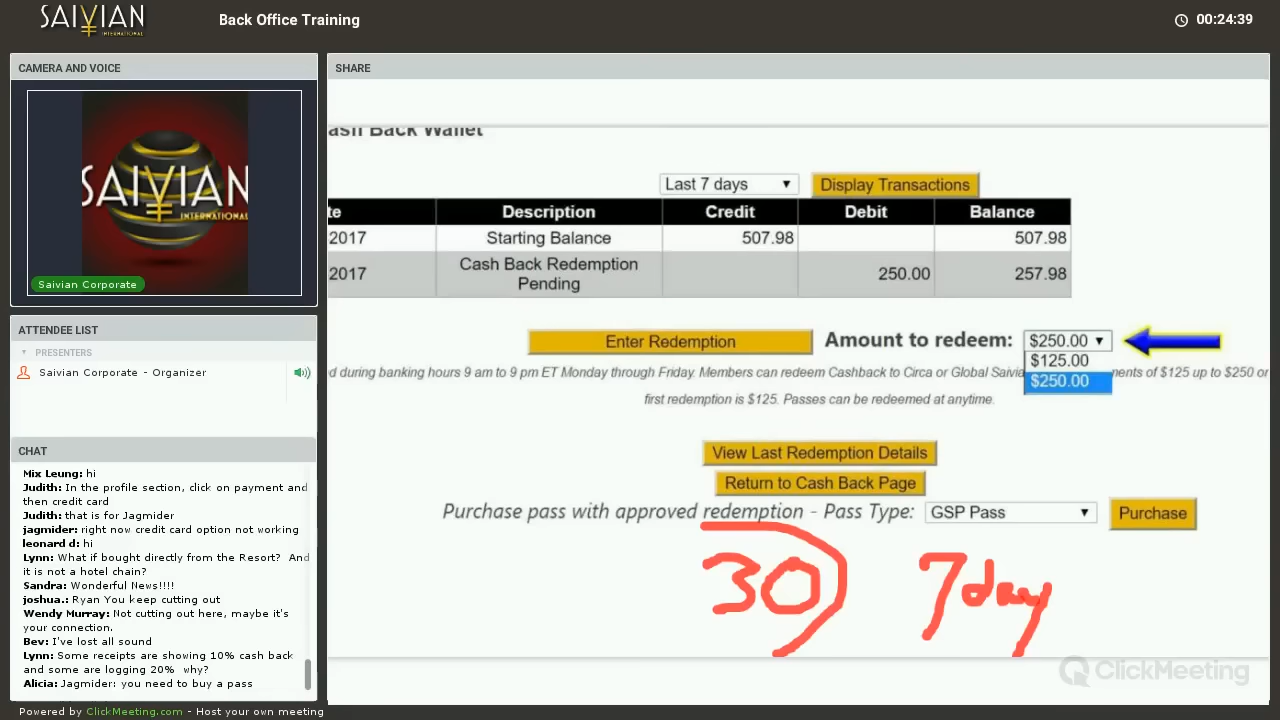 SAIVIAN
INTERNATIONAL
Back Office Training
00:24:39
CAMERA AND VOICE
SAIVIAN
INTERNATIONAL
Saivian Corporate
ATTENDEE LIST
PRESENTERS
Saivian Corporate - Organizer
CHAT
Mix Leung: hi
Judith: In the profile section, click on payment and
then credit card
Judith: that is for Jagmider
jagmider: right now credit card option not working
leonard d: hi
Lynn: What if bought directly from the Resort? And
it is not a hotel chain?
Sandra: Wonderful News!!!!
joshua.: Ryan You keep cutting out
Wendy Murray: Not cutting out here, maybe it's
your connection.
Bev: I've lost all sound
Lynn: Some receipts are showing 10% cash back
and some are logging 20% why?
Alicia: Jagmider: you need to buy a pass
SHARE
ash Back Wallet
Last 7 days
Display Transactions
te Description Credit Debit Balance
2017 Starting Balance 507.98 507.98
2017 Cash Back Redemption
Pending 250.00 257.98
Enter Redemption Amount to redeem: $250.00
$125.00
$250.00
d during banking hours 9 am to 9 pm ET Monday through Friday. Members can redeem Cashback to Circa or Global Saivia nents of $125 up to $250 or
first redemption is $125. Passes can be redeemed at anytime.
View Last Redemption Details
Return to Cash Back Page
Purchase pass with approved redemption - Pass Type: GSP Pass Purchase
30 7day
ClickMeeting
Powered by ClickMeeting.com - Host your own meeting